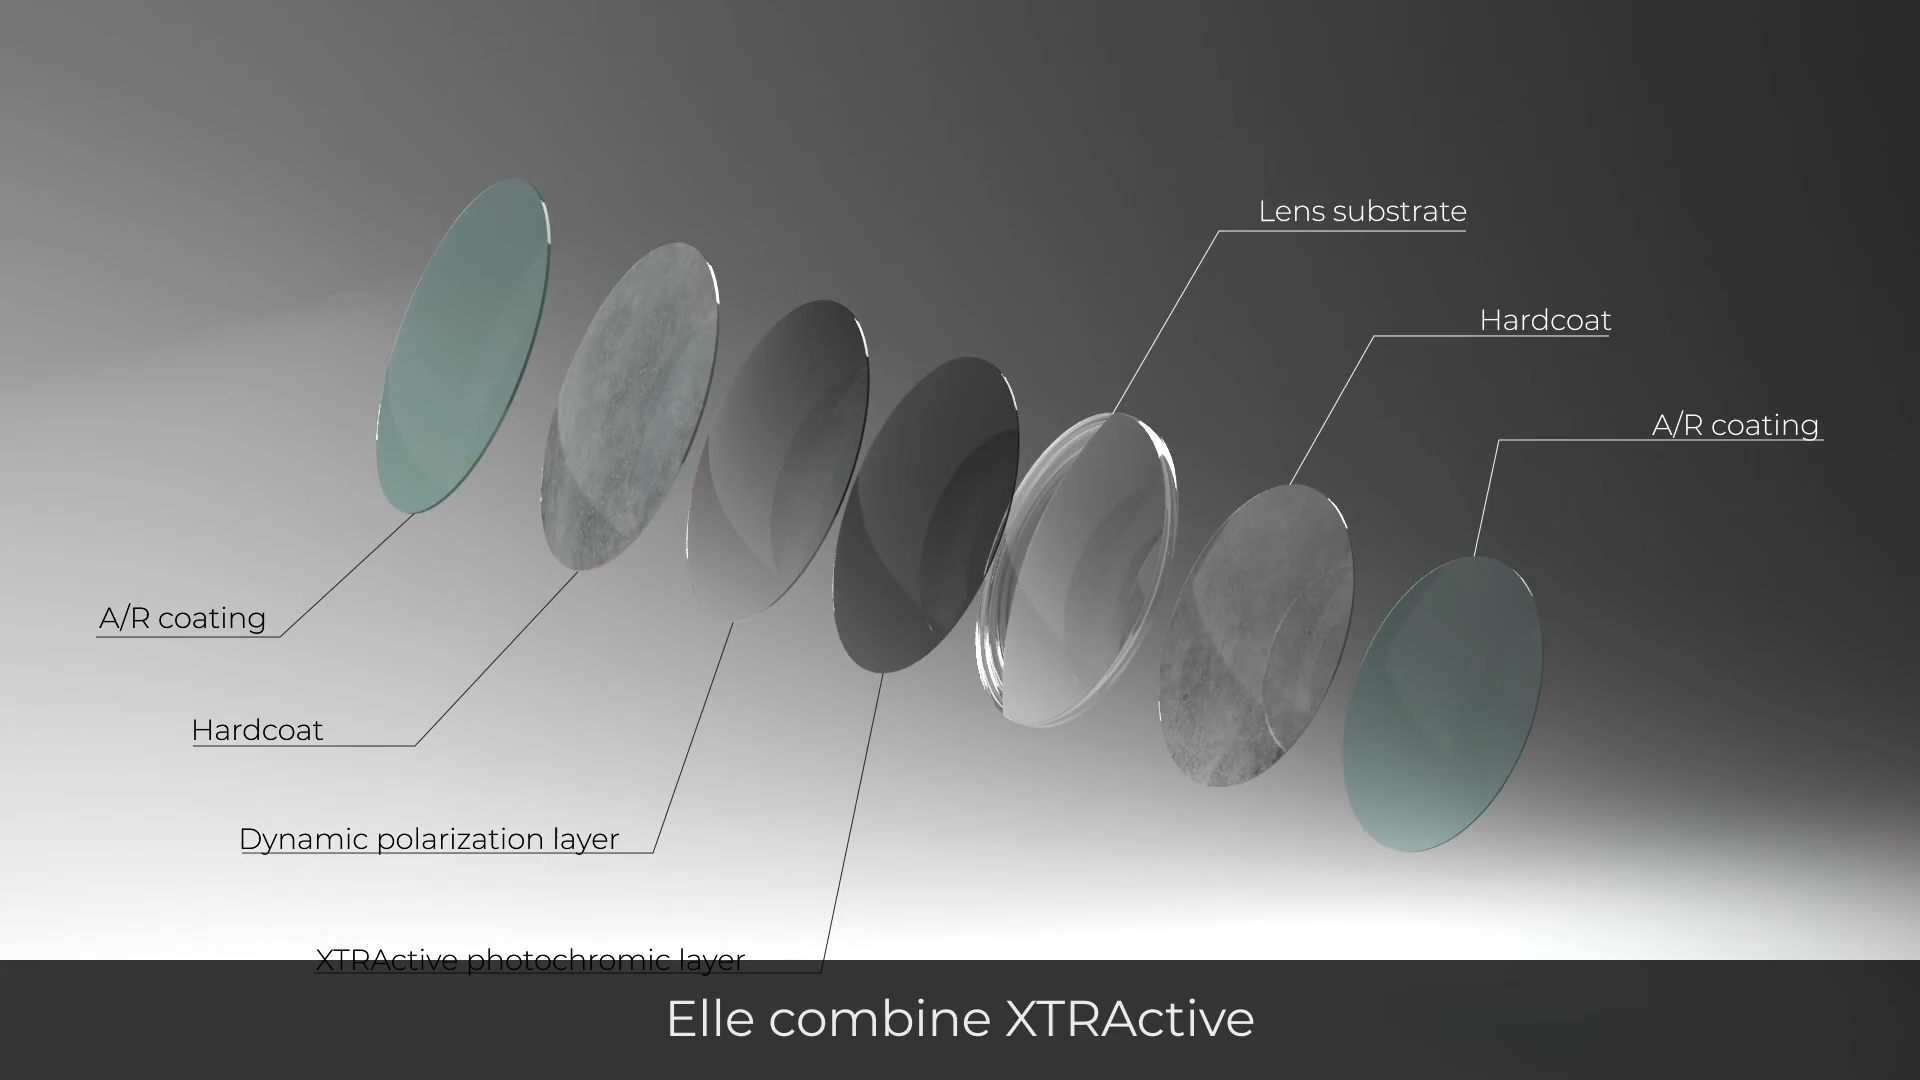 Lens substrate
Hardcoat
A/R coating
A/R coating
Hardcoat
Dynamic polarization layer
XTRActive photochromic layer
Elle combine XTRActive